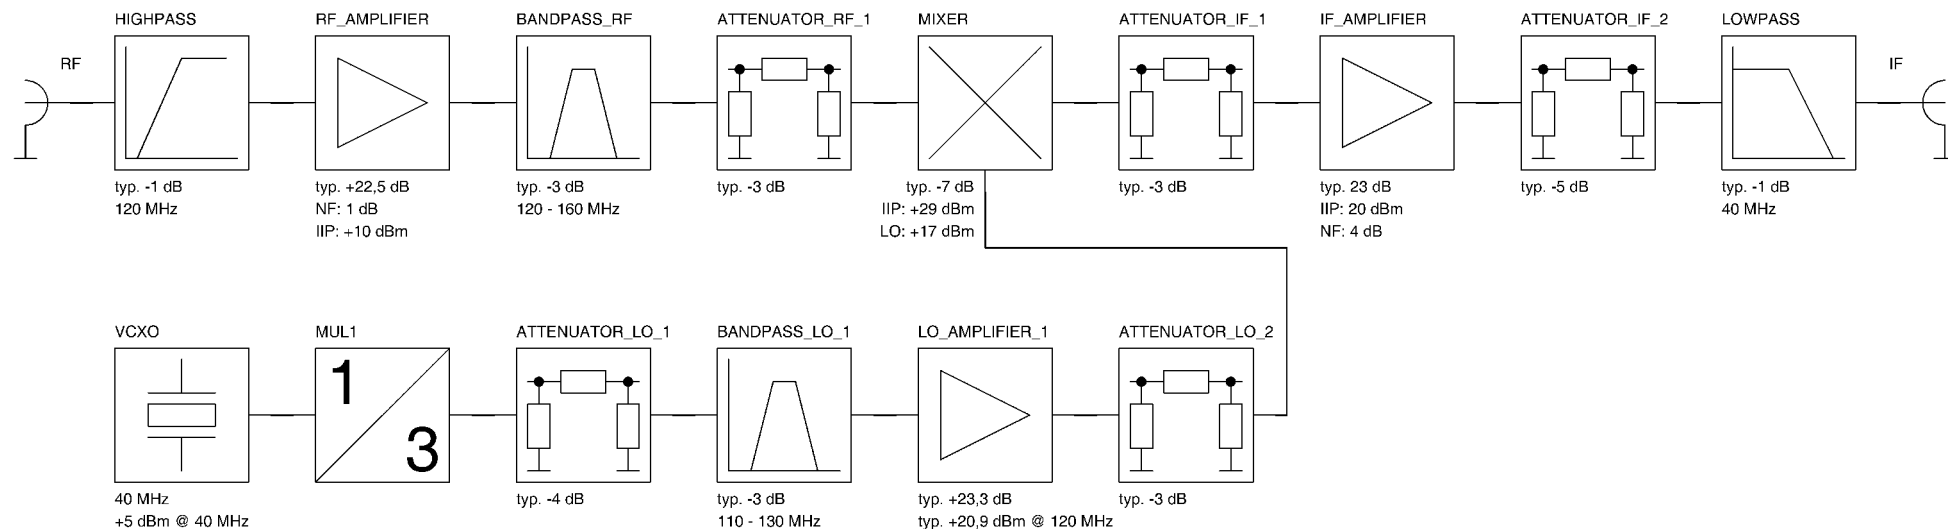 HIGHPASS
RF_AMPLIFIER
BANDPASS_RF
ATTENUATOR_RF_1
MIXER
ATTENUATOR_IF_1
IF_AMPLIFIER
ATTENUATOR_IF_2
LOWPASS
RF
IF
typ. -1 dB
120 MHz
typ. +22,5 dB
NF: 1 dB
IIP: +10 dBm
typ. -3 dB
120 - 160 MHz
typ. -3 dB
typ. -7 dB
IIP: +29 dBm
LO: +17 dBm
typ. -3 dB
typ. 23 dB
IIP: 20 dBm
NF: 4 dB
typ. -5 dB
typ. -1 dB
40 MHz
VCXO
MUL1
ATTENUATOR_LO_1
BANDPASS_LO_1
LO_AMPLIFIER_1
ATTENUATOR_LO_2
1
3
40 MHz
+5 dBm @ 40 MHz
typ. -4 dB
typ. -3 dB
110 - 130 MHz
typ. +23,3 dB
typ. +20,9 dBm @ 120 MHz
typ. -3 dB